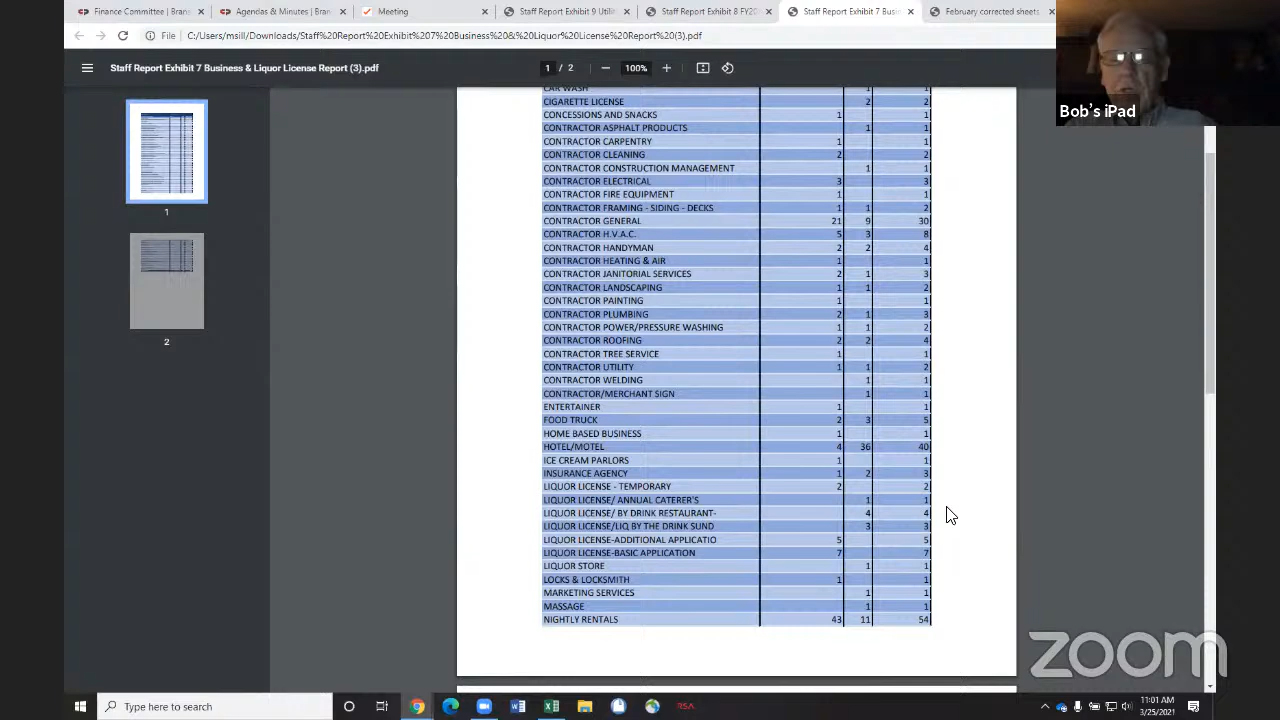 Finance Committee | Brans
Agendas & Minutes | Bran
Meeting
Staff Report Exhibit 9 Utilit
Staff Report Exhibit 8 FY20
Staff Report Exhibit 7 Busi
February corrected sheets
File C:/Users/msill/Downloads/Staff%20Report%20Exhibit%207%20Business%20&%20Liquor%20License%20Report%20(3).pdf
Staff Report Exhibit 7 Business & Liquor License Report (3).pdf
1 / 2
100%
Bob's iPad
1
2
CAR WASH 1 1
CIGARETTE LICENSE 2 2
CONCESSIONS AND SNACKS 1 1
CONTRACTOR ASPHALT PRODUCTS 1 1
CONTRACTOR CARPENTRY 1 1
CONTRACTOR CLEANING 2 2
CONTRACTOR CONSTRUCTION MANAGEMENT 1 1
CONTRACTOR ELECTRICAL 3 3
CONTRACTOR FIRE EQUIPMENT 1 1
CONTRACTOR FRAMING - SIDING - DECKS 1 1 2
CONTRACTOR GENERAL 21 9 30
CONTRACTOR H.V.A.C. 5 3 8
CONTRACTOR HANDYMAN 2 2 4
CONTRACTOR HEATING & AIR 1 1
CONTRACTOR JANITORIAL SERVICES 2 1 3
CONTRACTOR LANDSCAPING 1 1 2
CONTRACTOR PAINTING 1 1
CONTRACTOR PLUMBING 2 1 3
CONTRACTOR POWER/PRESSURE WASHING 1 1 2
CONTRACTOR ROOFING 2 2 4
CONTRACTOR TREE SERVICE 1 1
CONTRACTOR UTILITY 1 1 2
CONTRACTOR WELDING 1 1
CONTRACTOR/MERCHANT SIGN 1 1
ENTERTAINER 1 1
FOOD TRUCK 2 3 5
HOME BASED BUSINESS 1 1
HOTEL/MOTEL 4 36 40
ICE CREAM PARLORS 1 1
INSURANCE AGENCY 1 2 3
LIQUOR LICENSE - TEMPORARY 2 2
LIQUOR LICENSE/ ANNUAL CATERER'S 1 1
LIQUOR LICENSE/ BY DRINK RESTAURANT- 4 4
LIQUOR LICENSE/LIQ BY THE DRINK SUND 3 3
LIQUOR LICENSE-ADDITIONAL APPLICATIO 5 5
LIQUOR LICENSE-BASIC APPLICATION 7 7
LIQUOR STORE 1 1
LOCKS & LOCKSMITH 1 1
MARKETING SERVICES 1 1
MASSAGE 1 1
NIGHTLY RENTALS 43 11 54
zoom
Type here to search
RSA
11:01 AM
3/25/2021